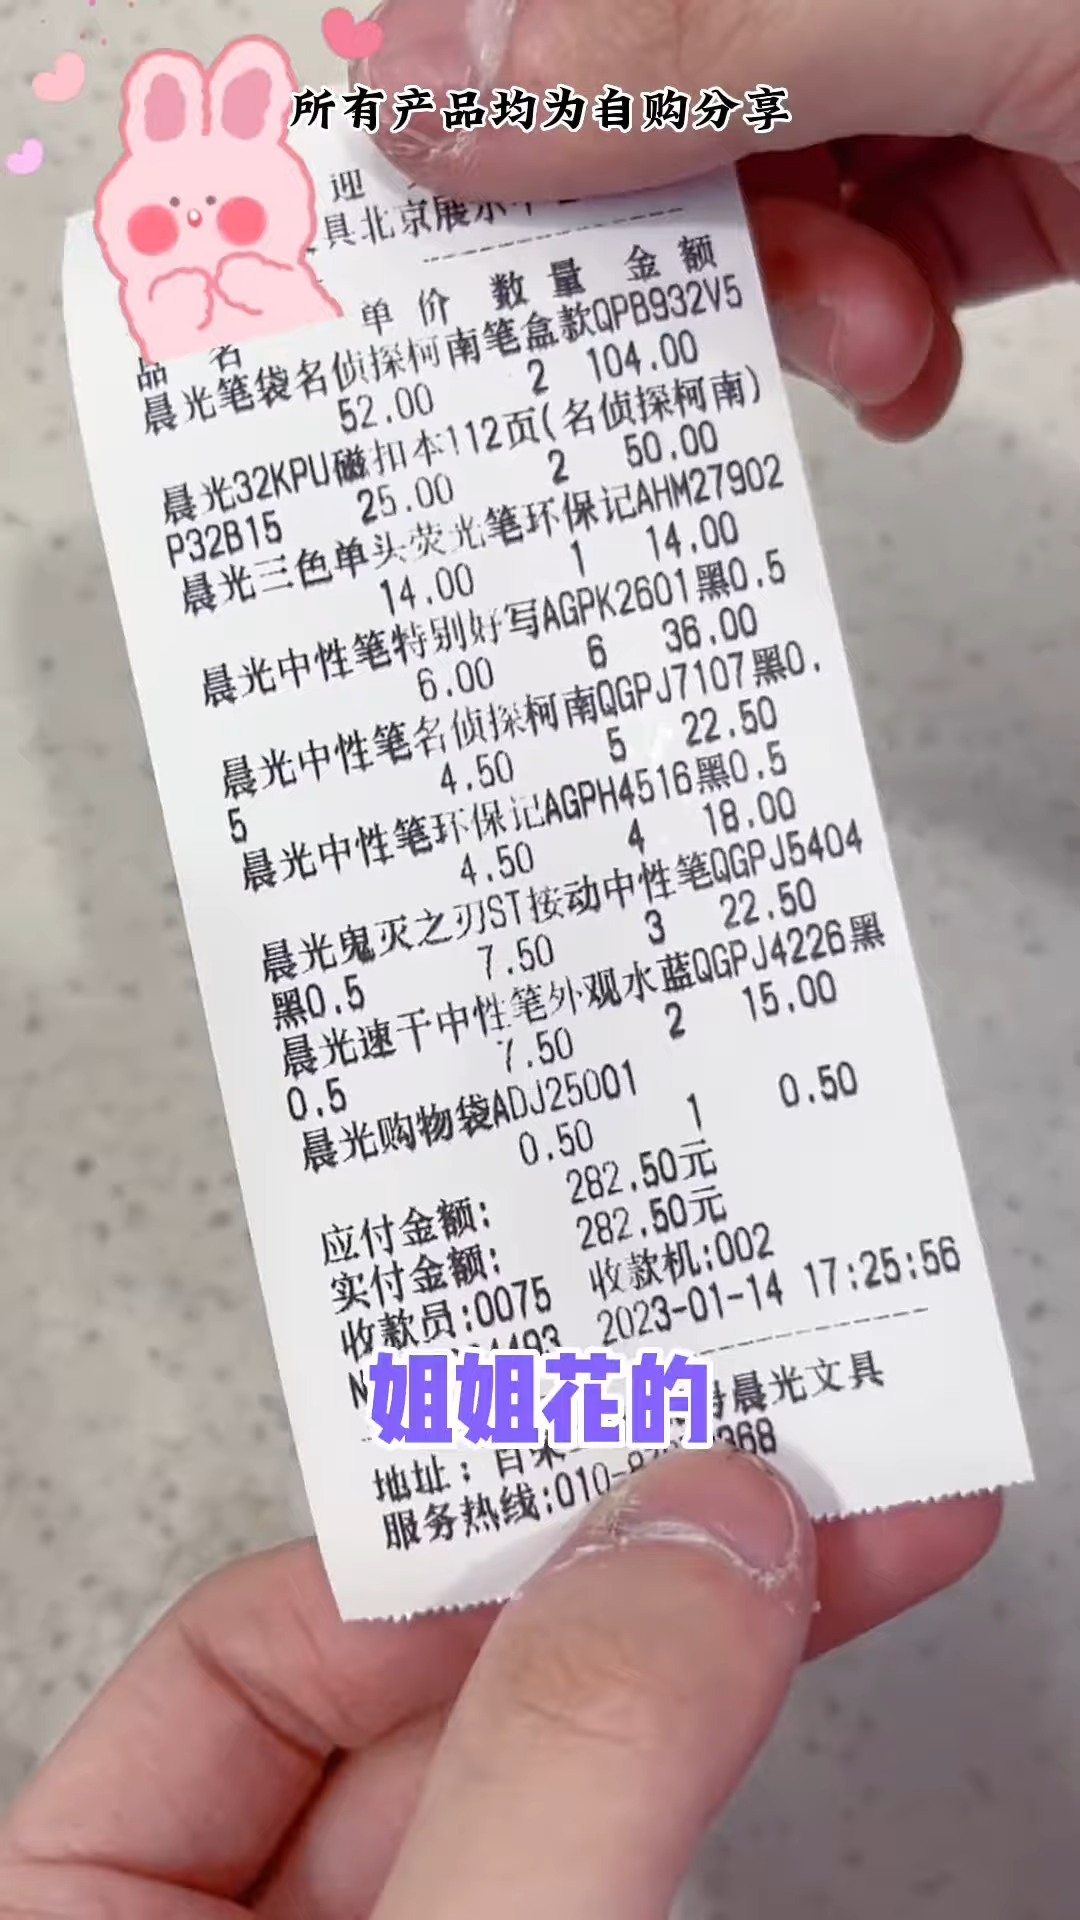 所有产品均为自购分享
理
具北京展示中
品 名 单价 数量 金额
晨光笔袋名侦探柯南笔盒款QPB932V5
52.00 2 104.00
晨光32KPU磁扣本112页(名侦探柯南)
P32B15 25.00 2 50.00
晨光三色单头荧光笔环保记AHM27902
14.00 1 14.00
晨光中性笔特别好写AGPK2601黑0.5
6.00 6 36.00
晨光中性笔名侦探柯南QGPJ7107黑0.
5 4.50 5 22.50
晨光中性笔环保记AGPH4516黑0.5
4.50 4 18.00
晨光鬼灭之刃ST按动中性笔QGPJ5404
黑0.5 7.50 3 22.50
晨光速干中性笔外观水蓝QGPJ4226黑
0.5 7.50 2 15.00
晨光购物袋ADJ25001
0.50 1 0.50
应付金额: 282.50元
实付金额: 282.50元
收款员:0075 收款机:002
2023-01-14 17:25:56
姐姐花的
晨光文具
地址:
服务热线:010-